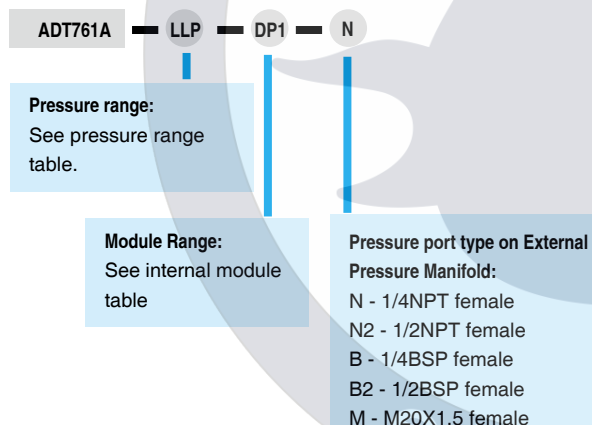 ADT761A LLP DP1 N
Pressure range:
See pressure range
table.
Module Range:
See internal module
table
Pressure port type on External
Pressure Manifold:
N - 1/4NPT female
N2 - 1/2NPT female
B - 1/4BSP female
B2 - 1/2BSP female
M - M20X1.5 female